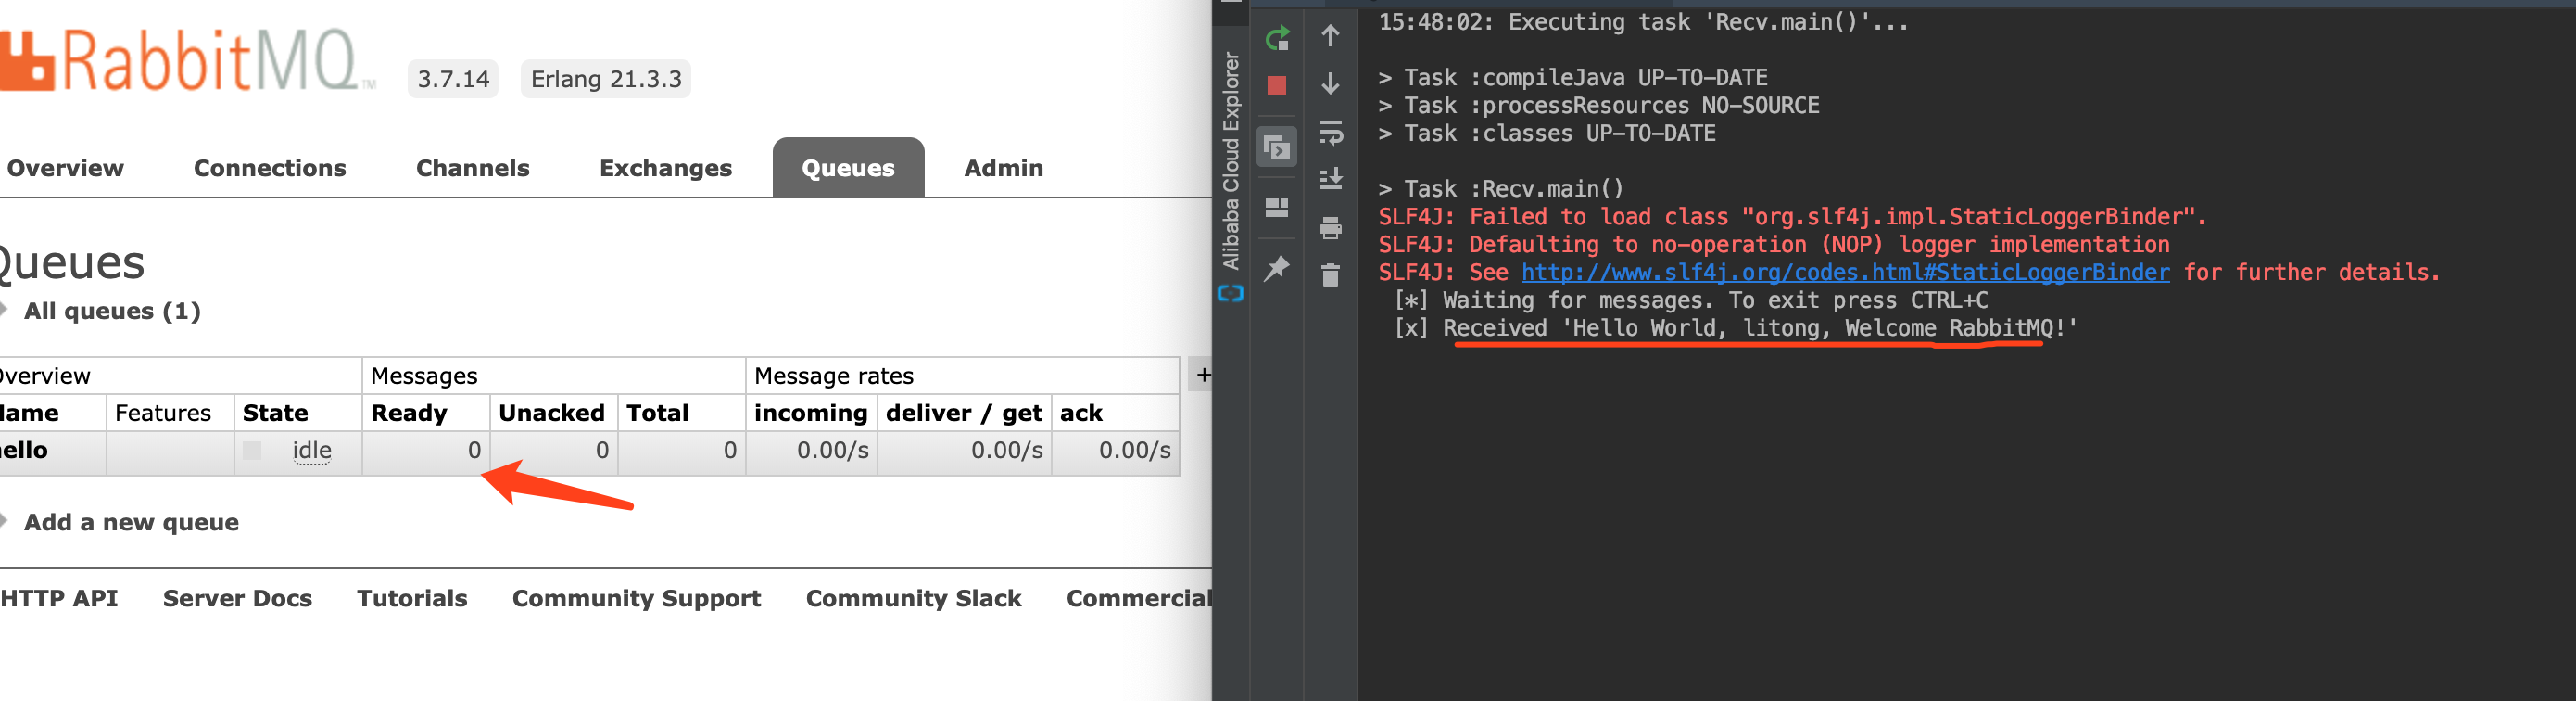 RabbitMQ TM 3.7.14 Erlang 21.3.3
Overview Connections Channels Exchanges Queues Admin
Queues
All queues (1)
Overview Messages Message rates +
Name Features State Ready Unacked Total incoming deliver / get ack
hello idle 0 0 0 0.00/s 0.00/s 0.00/s
Add a new queue
HTTP API Server Docs Tutorials Community Support Community Slack Commercial
Alibaba Cloud Explorer
15:48:02: Executing task 'Recv.main()'...
> Task :compileJava UP-TO-DATE
> Task :processResources NO-SOURCE
> Task :classes UP-TO-DATE
> Task :Recv.main()
SLF4J: Failed to load class "org.slf4j.impl.StaticLoggerBinder".
SLF4J: Defaulting to no-operation (NOP) logger implementation
SLF4J: See http://www.slf4j.org/codes.html#StaticLoggerBinder for further details.
[*] Waiting for messages. To exit press CTRL+C
[x] Received 'Hello World, litong, Welcome RabbitMQ!'